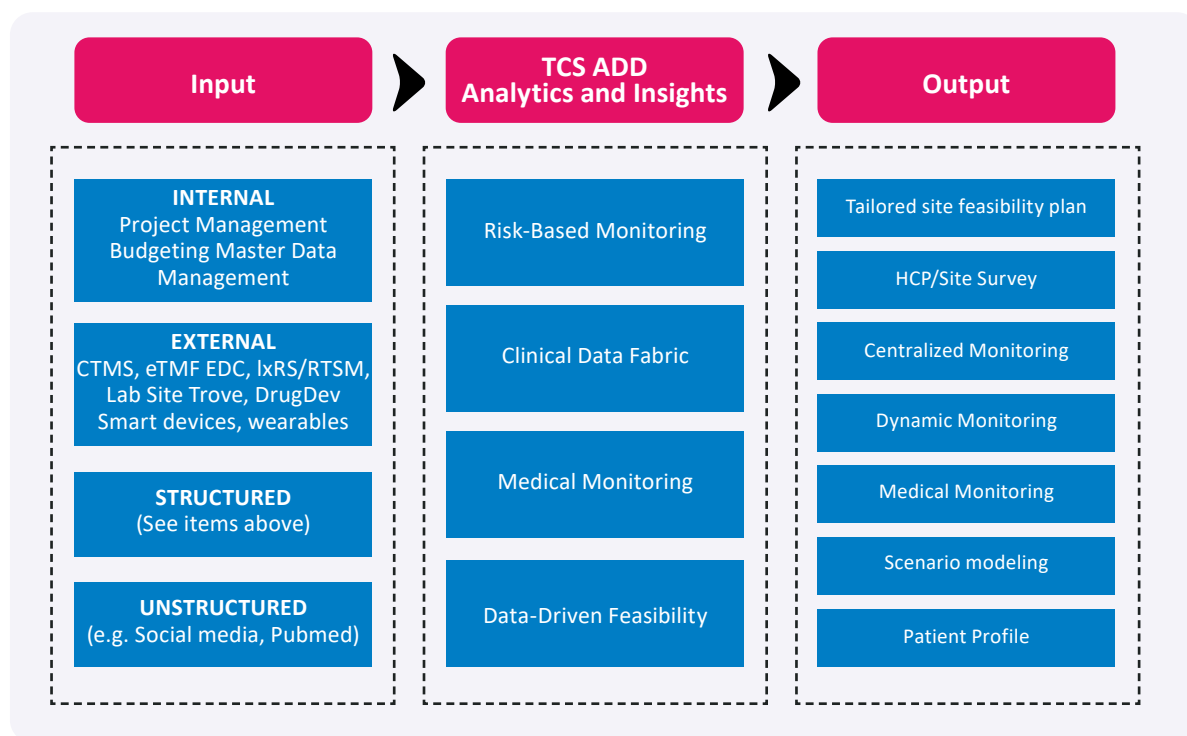 Input
TCS ADD
Analytics and Insights
Output
INTERNAL
Project Management
Budgeting Master Data
Management
EXTERNAL
CTMS, eTMF EDC, lxRS/RTSM,
Lab Site Trove, DrugDev
Smart devices, wearables
STRUCTURED
(See items above)
UNSTRUCTURED
(e.g. Social media, Pubmed)
Risk-Based Monitoring
Clinical Data Fabric
Medical Monitoring
Data-Driven Feasibility
Tailored site feasibility plan
HCP/Site Survey
Centralized Monitoring
Dynamic Monitoring
Medical Monitoring
Scenario modeling
Patient Profile